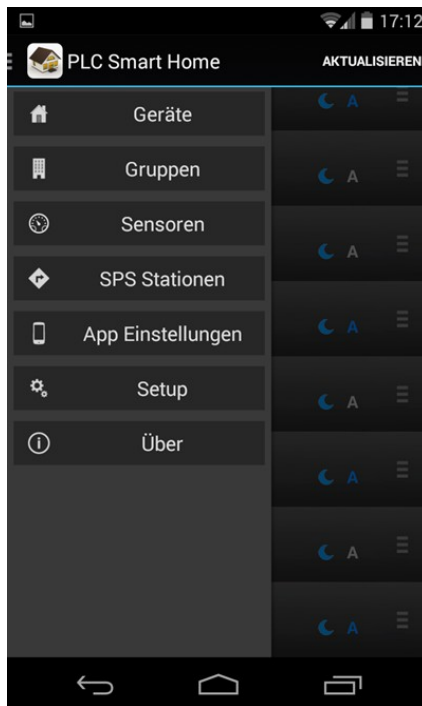 17:12
PLC Smart Home AKTUALISIEREN
Geräte
Gruppen
Sensoren
SPS Stationen
App Einstellungen
Setup
Über
A
A
A
A
A
A
A
A